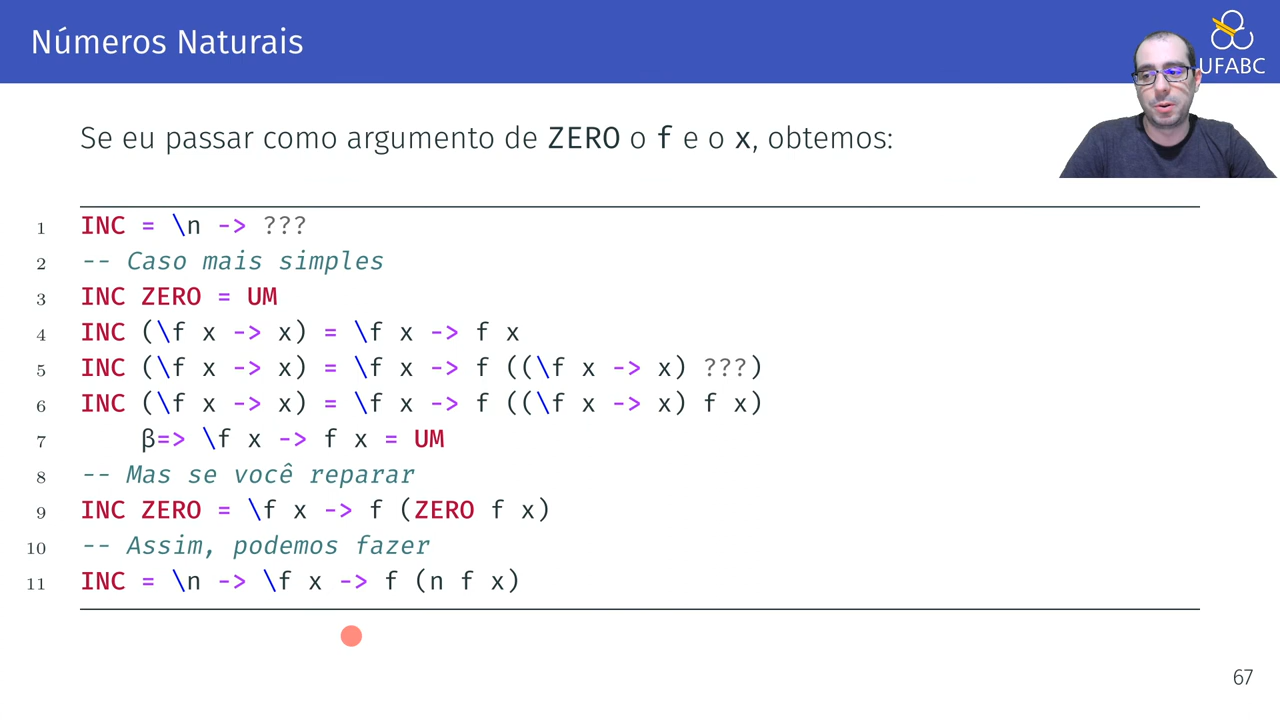 Números Naturais
UFABC
Se eu passar como argumento de ZERO o f e o x, obtemos:
1 INC = \n -> ???
2 -- Caso mais simples
3 INC ZERO = UM
4 INC (\f x -> x) = \f x -> f x
5 INC (\f x -> x) = \f x -> f ((\f x -> x) ???)
6 INC (\f x -> x) = \f x -> f ((\f x -> x) f x)
7 β=> \f x -> f x = UM
8 -- Mas se você reparar
9 INC ZERO = \f x -> f (ZERO f x)
10 -- Assim, podemos fazer
11 INC = \n -> \f x -> f (n f x)
67